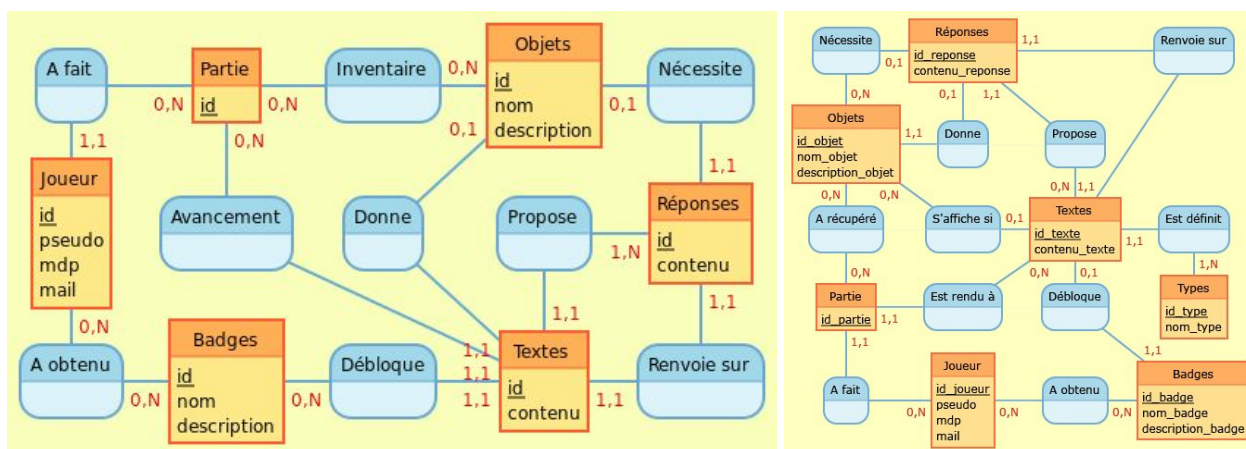 Objets
A fait
Partie
Inventaire
Nécessite
0,N
id
id
nom
0,N
0,N
0,1
description
0,N
0,1
1,1
1,1
Joueur
Réponses
id
Avancement
Donne
Propose
pseudo
id
mdp
1,N
contenu
mail
0,N
1,1
1,1
Badges
1,1
Textes
A obtenu
id
Débloque
1,1
id
Renvoie sur
nom
0,N
0,N
1,1
contenu
1,1
description
Nécessite
Réponses
1,1
Renvoie sur
id_reponse
0,1
contenu_reponse
0,N
0,1
1,1
Objets
1,1
id_objet
Donne
Propose
nom_objet
description_objet
0,N
0,N
0,N
1,1
A récupéré
S'affiche si
0,1
Textes
Est définit
id_texte
1,1
contenu_texte
0,N
0,N
0,1
1,N
Partie
Est rendu à
Débloque
Types
id_partie
1,1
id_type
nom_type
1,1
1,1
Joueur
Badges
A fait
id_joueur
A obtenu
id_badge
0,N
pseudo
0,N
0,N
nom_badge
mdp
description_badge
mail